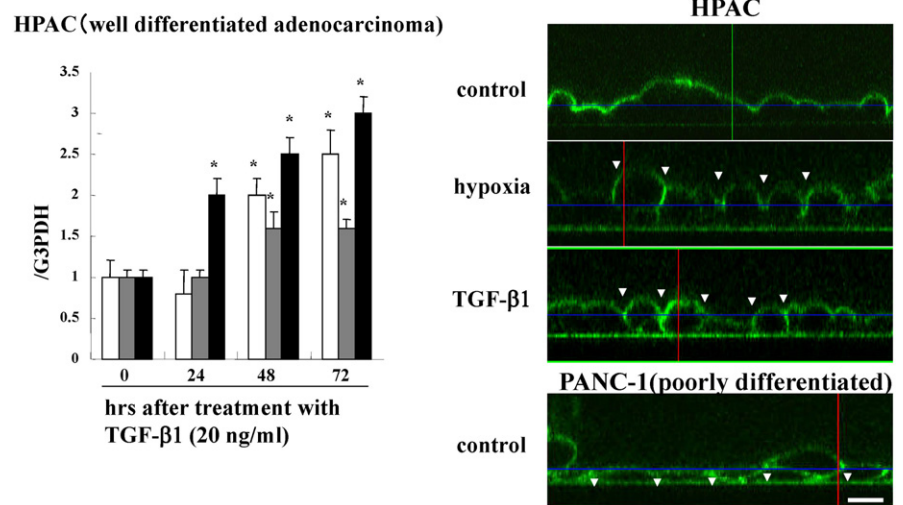 HPAC(well differentiated adenocarcinoma)
3.5
3
2.5
2
1.5
1
0.5
0
/G3PDH
* * * * * * *
0 24 48 72
hrs after treatment with
TGF-β1 (20 ng/ml)
HPAC
control
hypoxia
TGF-β1
PANC-1(poorly differentiated)
control